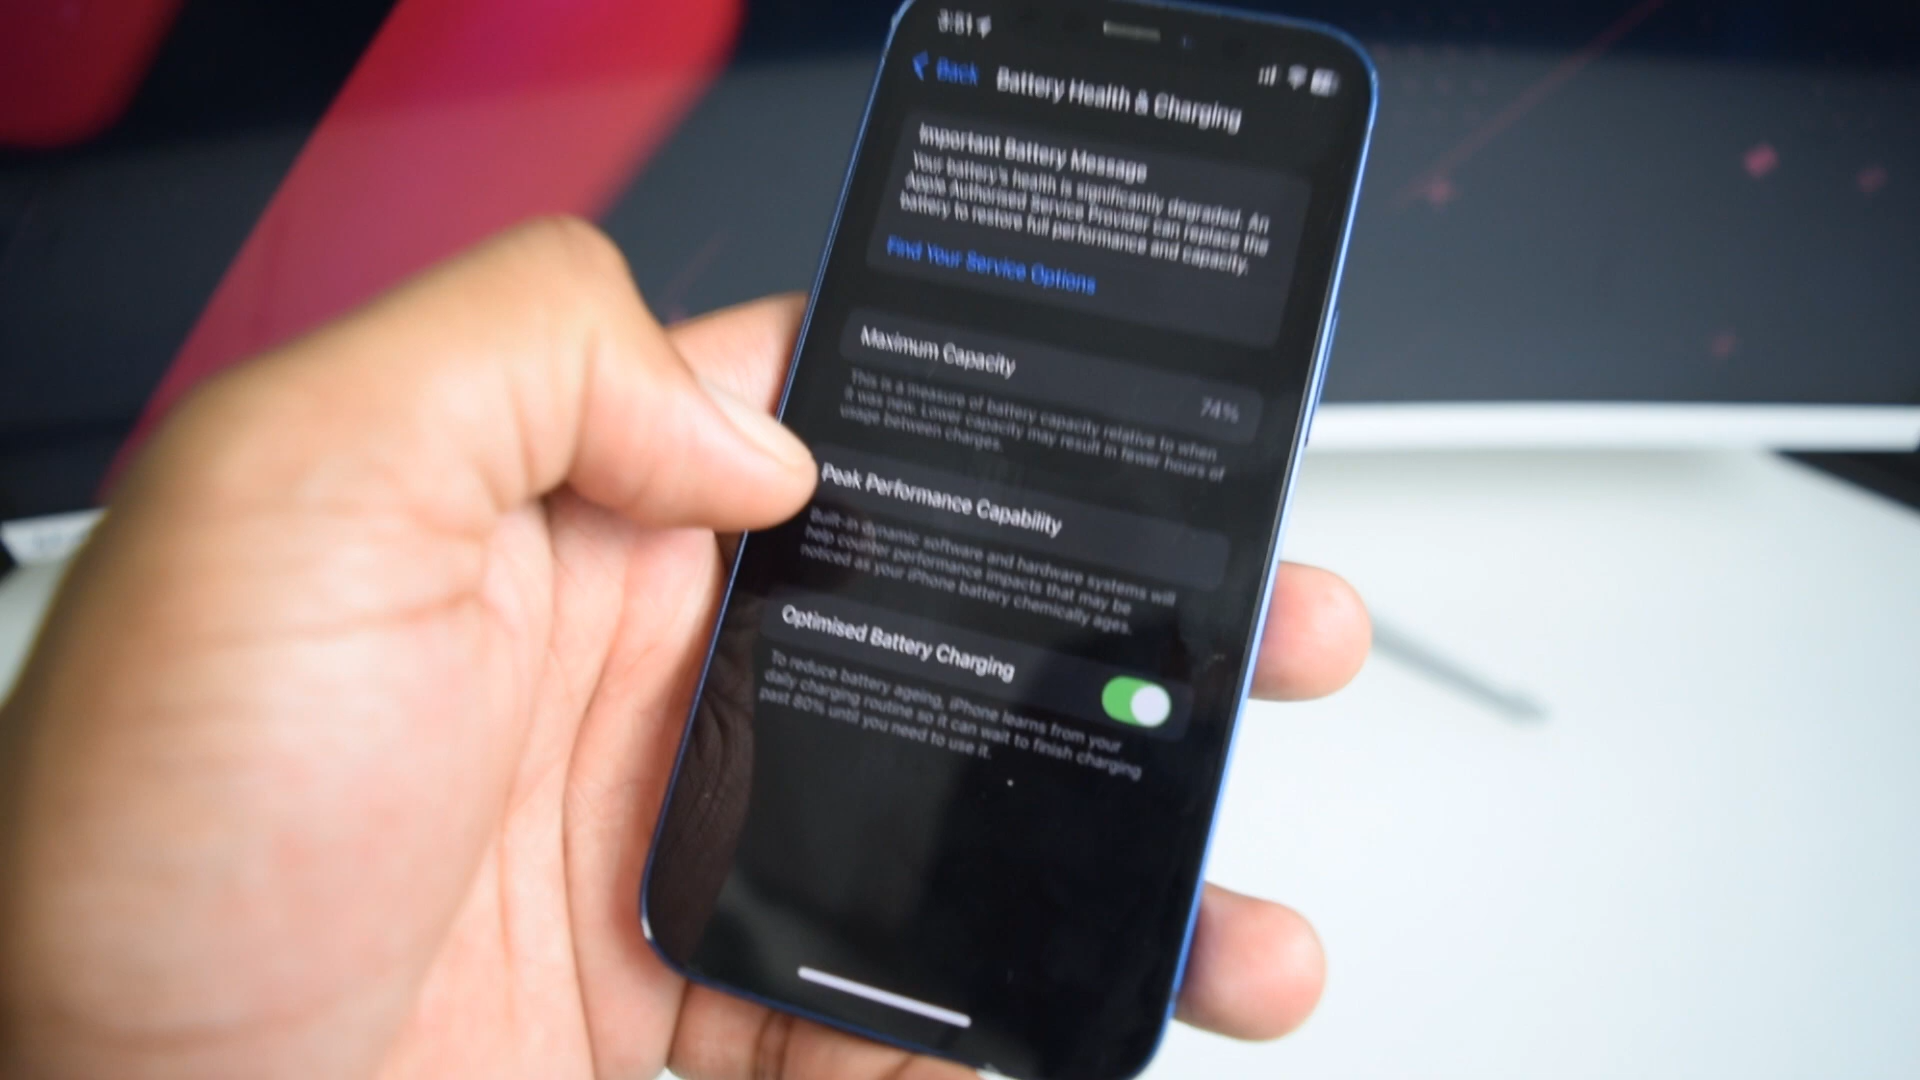 3:51
Back
Battery Health & Charging
Important Battery Message
Your battery's health is significantly degraded. An
Apple Authorised Service Provider can replace the
battery to restore full performance and capacity.
Find Your Service Options
Maximum Capacity
74%
This is a measure of battery capacity relative to when
it was new. Lower capacity may result in fewer hours of
usage between charges.
Peak Performance Capability
Built-in dynamic software and hardware systems will
help counter performance impacts that may be
noticed as your iPhone battery chemically ages.
Optimised Battery Charging
To reduce battery ageing, iPhone learns from your
daily charging routine so it can wait to finish charging
past 80% until you need to use it.